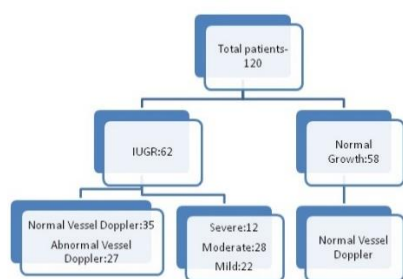 Total patients-
120
IUGR:62
Normal
Growth:58
Normal Vessel Doppler:35
Abnormal Vessel
Doppler:27
Severe:12
Moderate:28
Mild:22
Normal Vessel
Doppler